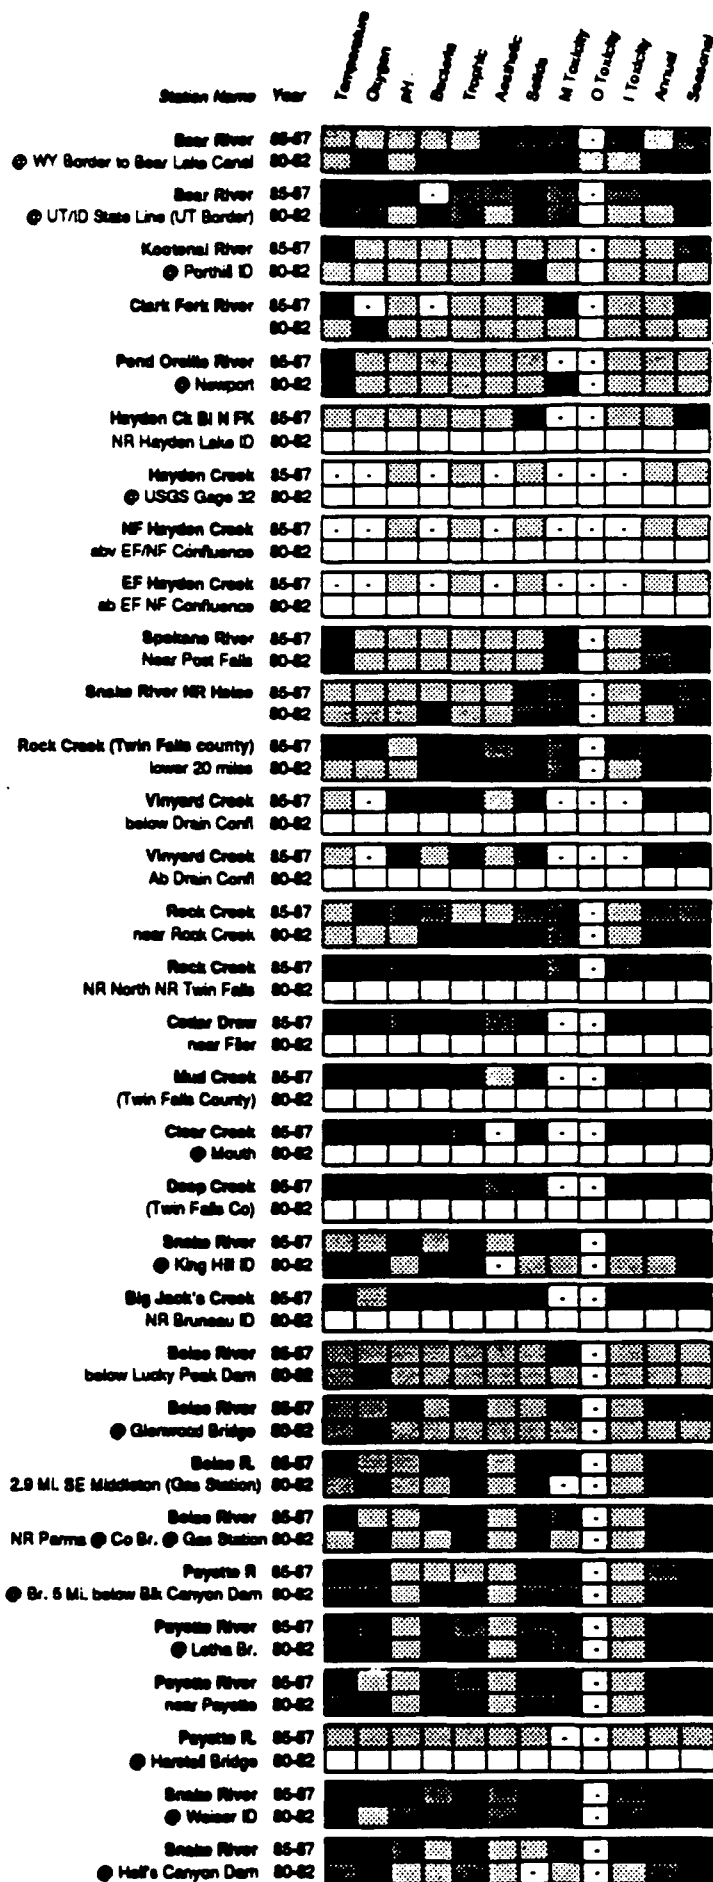 Temperature Oxygen pH Bacteria Trophic Aesthetic Solids M Toxicity O Toxicity I Toxicity Annual Seasonal
Station Name Year
Bear River 85-87
@ WY Border to Bear Lake Canal 80-82
Bear River 85-87
@ UT/ID State Line (UT Border) 80-82
Kootenai River 85-87
@ Porthill ID 80-82
Clark Fork River 85-87
80-82
Pend Oreille River 85-87
@ Newport 80-82
Hayden Ck Bl N FK 85-87
NR Hayden Lake ID 80-82
Hayden Creek 85-87
@ USGS Gage 32 80-82
NF Hayden Creek 85-87
abv EF/NF Confluence 80-82
EF Hayden Creek 85-87
ab EF NF Confluence 80-82
Spokane River 85-87
Near Post Falls 80-82
Snake River NR Heise 85-87
80-82
Rock Creek (Twin Falls county) 85-87
lower 20 miles 80-82
Vinyard Creek 85-87
below Drain Confl 80-82
Vinyard Creek 85-87
Ab Drain Confl 80-82
Rock Creek 85-87
near Rock Creek 80-82
Rock Creek 85-87
NR North NR Twin Falls 80-82
Cedar Draw 85-87
near Filer 80-82
Mud Creek 85-87
(Twin Falls County) 80-82
Clear Creek 85-87
@ Mouth 80-82
Deep Creek 85-87
(Twin Falls Co) 80-82
Snake River 85-87
@ King Hill ID 80-82
Big Jack's Creek 85-87
NR Bruneau ID 80-82
Boise River 85-87
below Lucky Peak Dam 80-82
Boise River 85-87
@ Glenwood Bridge 80-82
Boise R. 85-87
2.9 Mi. SE Middleton (Gas Station) 80-82
Boise River 85-87
NR Parma @ Co Br. @ Gas Station 80-82
Payette R 85-87
@ Br. 5 Mi. below Blk Canyon Dam 80-82
Payette River 85-87
@ Letha Br. 80-82
Payette River 85-87
near Payette 80-82
Payette R. 85-87
@ Harstell Bridge 80-82
Snake River 85-87
@ Weiser ID 80-82
Snake River 85-87
@ Hell's Canyon Dam 80-82